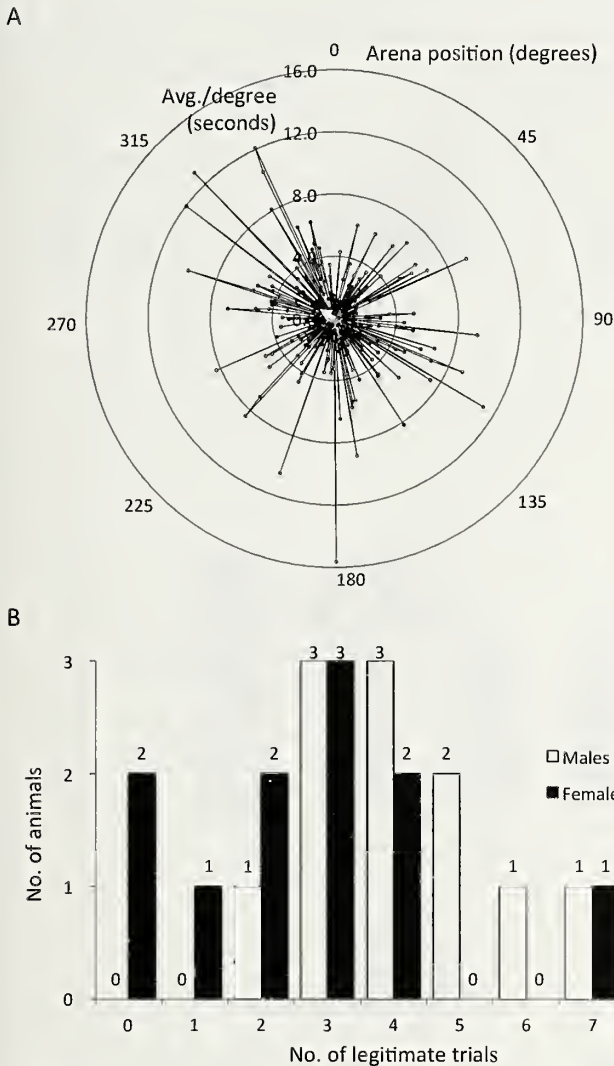 A
0 Arena position (degrees)
16.0
Avg./degree
(seconds)
12.0
315
45
8.0
270
90
225
135
180
B
3
3 3
3
2
2
2
2
2
Males
Female
No. of animals
1
1
1
1
1 1
0
0
0
0
0
0 1 2 3 4 5 6 7
No. of legitimate trials